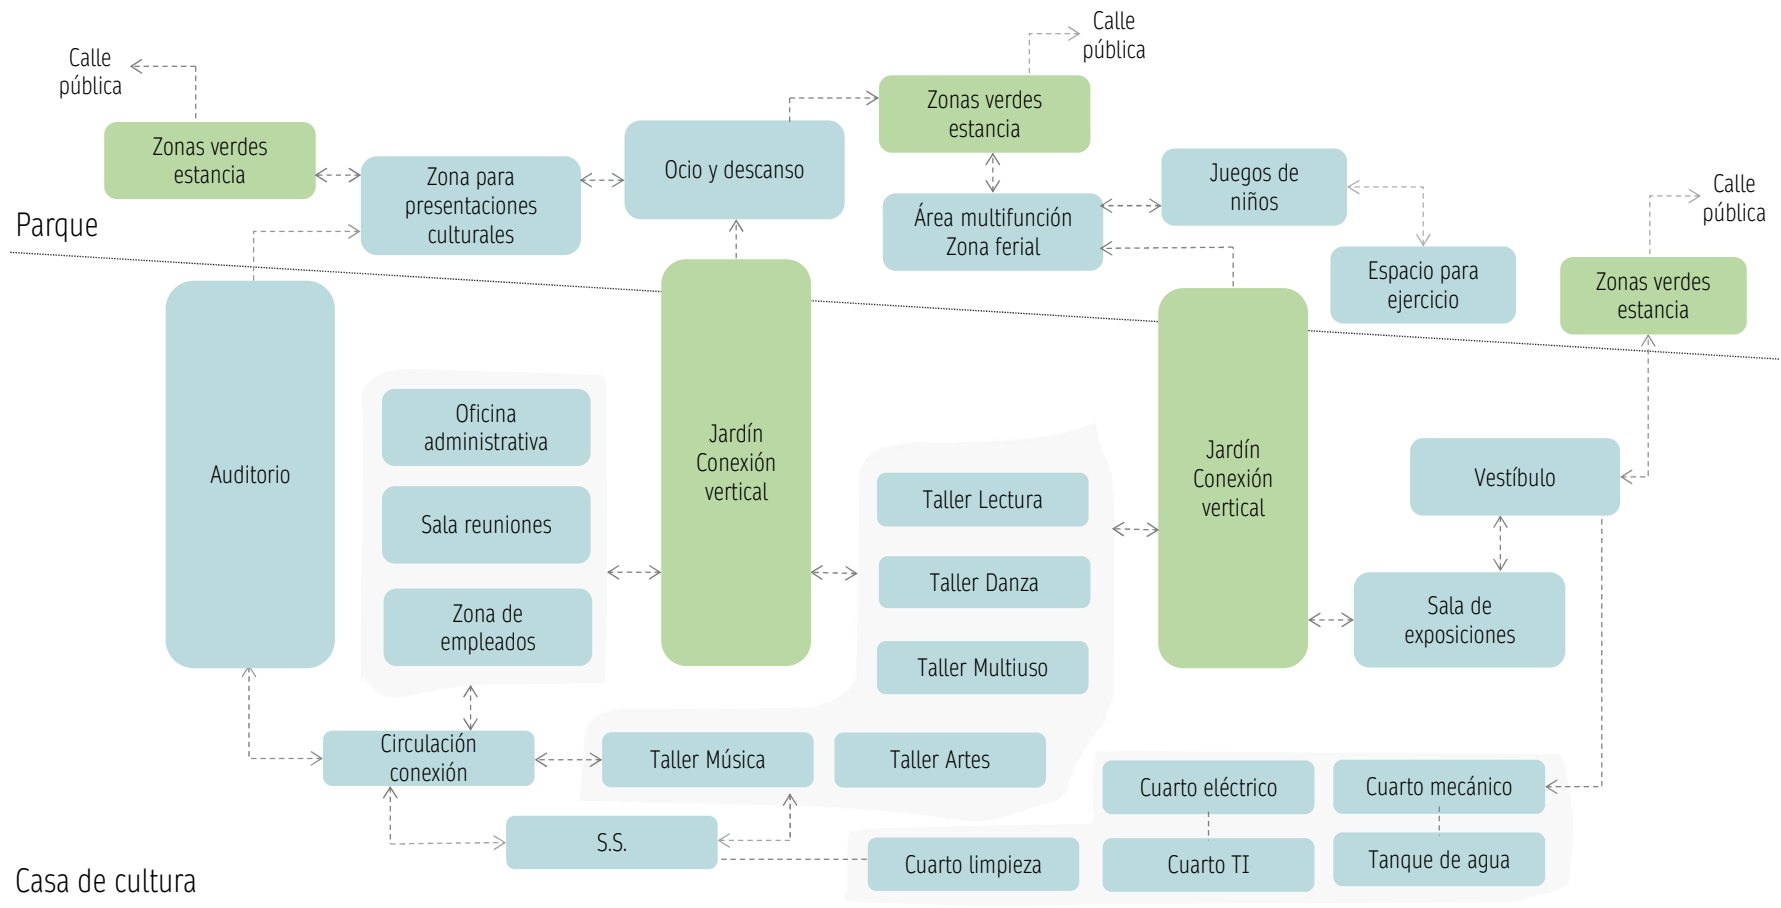 Calle
pública
Calle
pública
Zonas verdes
estancia
Zonas verdes
estancia
Zona para
presentaciones
culturales
Ocio y descanso
Juegos de
niños
Área multifunción
Zona ferial
Calle
pública
Parque
Espacio para
ejercicio
Zonas verdes
estancia
Auditorio
Oficina
administrativa
Sala reuniones
Zona de
empleados
Jardín
Conexión
vertical
Taller Lectura
Taller Danza
Taller Multiuso
Jardín
Conexión
vertical
Vestíbulo
Sala de
exposiciones
Circulación
conexión
Taller Música
Taller Artes
Cuarto eléctrico
Cuarto mecánico
S.S.
Cuarto limpieza
Cuarto TI
Tanque de agua
Casa de cultura